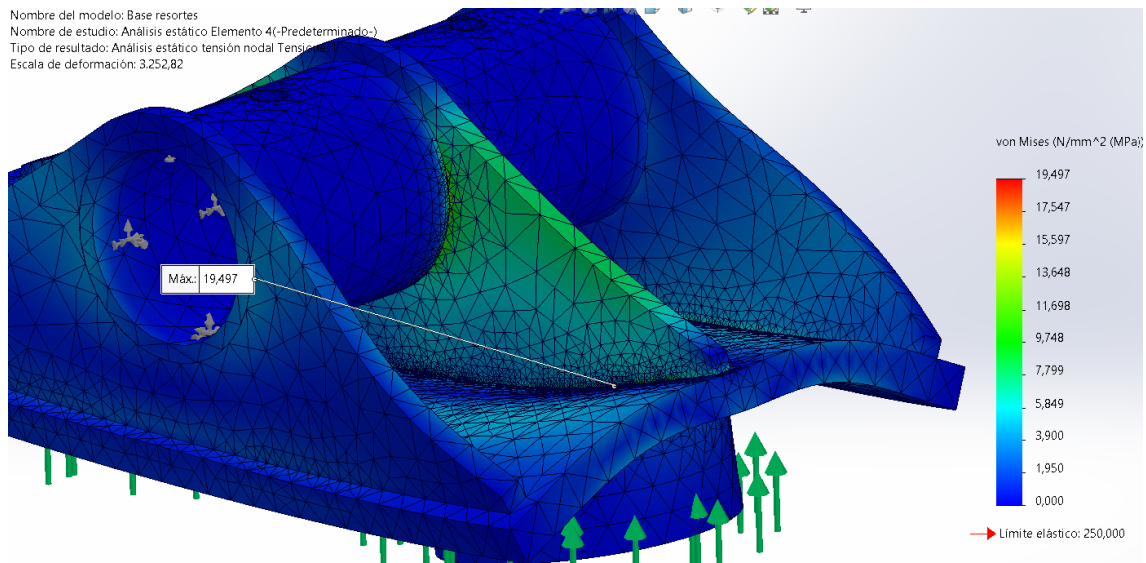 Nombre del modelo: Base resortes
Nombre de estudio: Análisis estático Elemento 4(-Predeterminado-)
Tipo de resultado: Análisis estático tensión nodal
Escala de deformación: 3.252,82
von Mises (N/mm^2 (MPa))
19,497
17,547
15,597
13,648
11,698
9,748
7,799
5,849
3,900
1,950
0,000
Límite elástico: 250,000
Máx.: 19,497